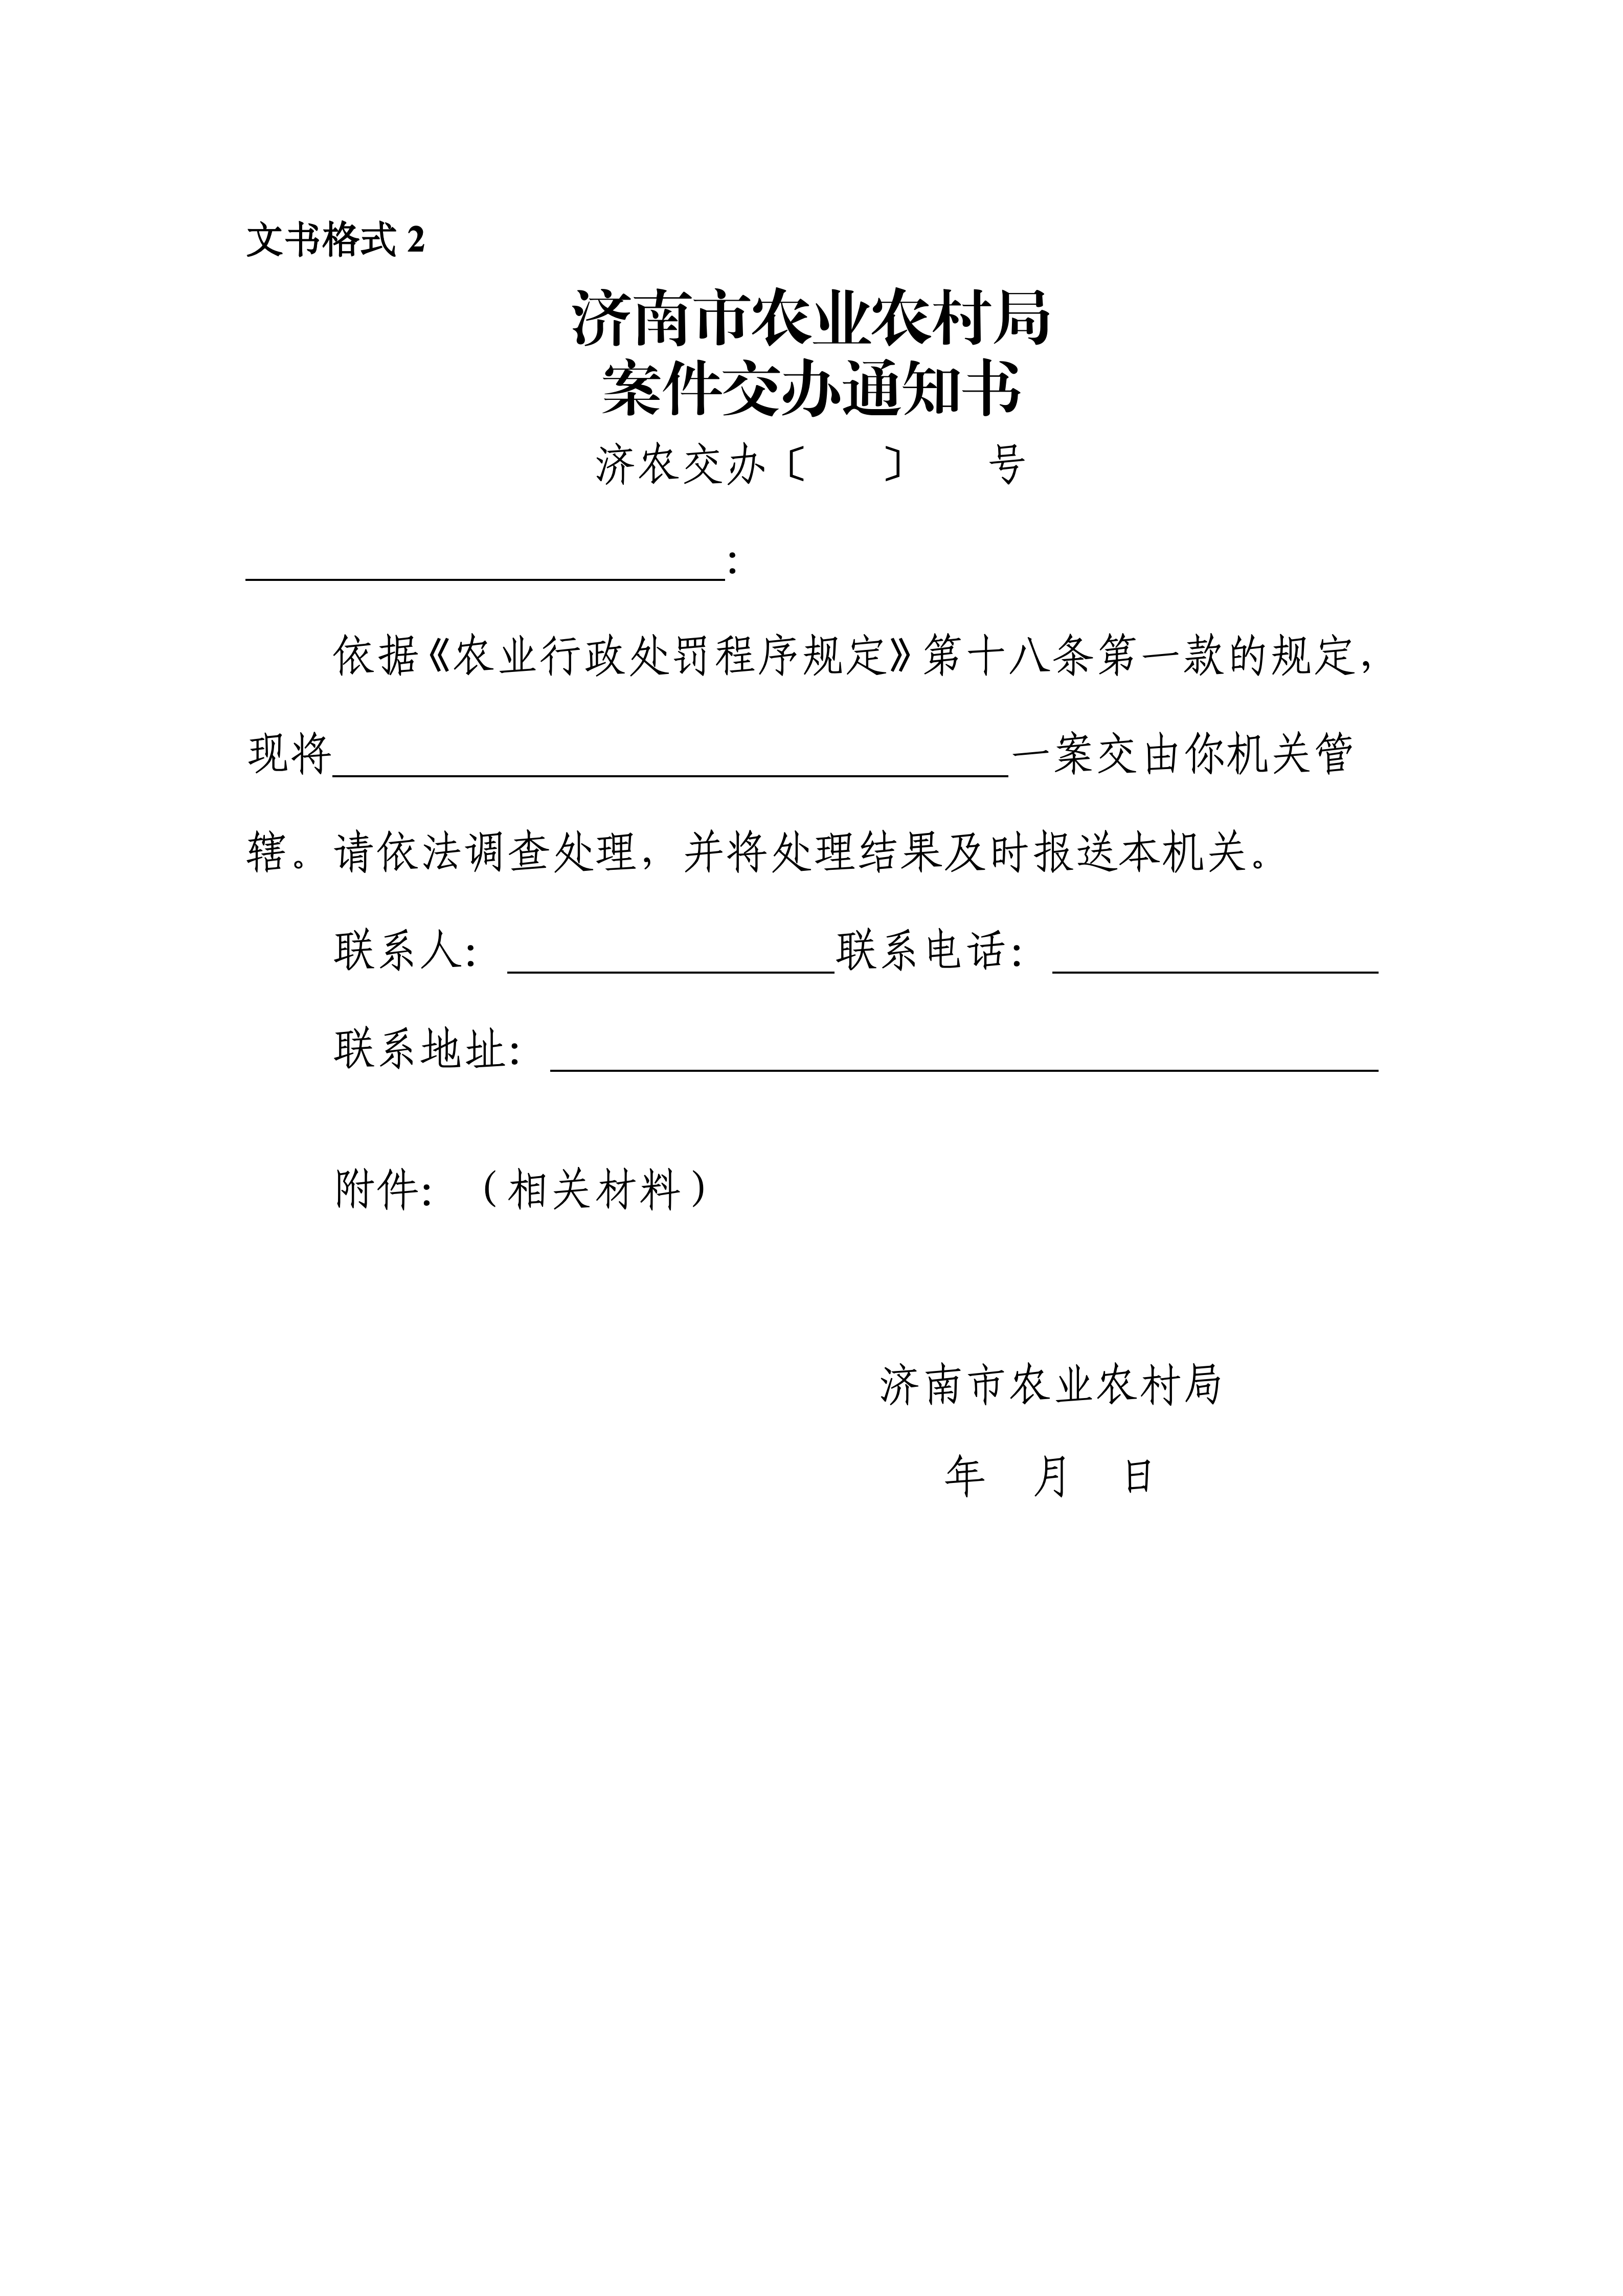 文书格式 2
济南市农业农村局
案件交办通知书
济农交办〔　　〕　　号
______________________：
依据《农业行政处罚程序规定》第十八条第一款的规定，
现将______________________________一案交由你机关管
辖。请依法调查处理，并将处理结果及时报送本机关。
联系人：______________联系电话：______________
联系地址：____________________________________
附件：（相关材料）
济南市农业农村局
年　月　日